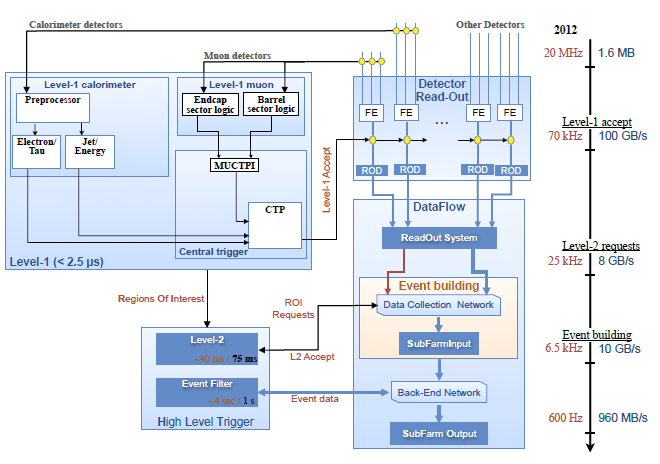 Calorimeter detectors
Other Detectors
2012
Muon detectors
20 MHz 1.6 MB
Level-1 calorimeter
Preprocessor
Electron/
Tau
Jet/
Energy
Level-1 muon
Endcap
sector logic
Barrel
sector logic
MUCTPI
CTP
Central trigger
Level-1 (< 2.5 µs)
Level-1 Accept
Detector
Read-Out
FE
FE
FE
FE
...
ROD
ROD
ROD
ROD
Level-1 accept
70 kHz 100 GB/s
DataFlow
ReadOut System
Level-2 requests
25 kHz 8 GB/s
Event building
Data Collection Network
SubFarmInput
Regions Of Interest
ROI
Requests
Level-2
~40 ms / 75 ms
L2 Accept
Event Filter
~4 sec / 1 s
Event data
High Level Trigger
Back-End Network
SubFarm Output
Event building
6.5 kHz 10 GB/s
600 Hz 960 MB/s